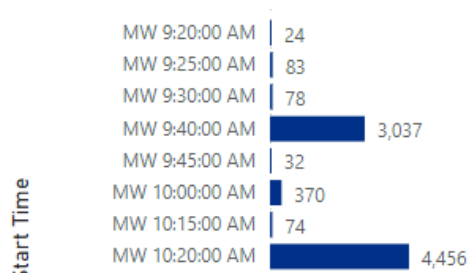 MW 9:20:00 AM 24
MW 9:25:00 AM 83
MW 9:30:00 AM 78
MW 9:40:00 AM 3,037
MW 9:45:00 AM 32
MW 10:00:00 AM 370
MW 10:15:00 AM 74
MW 10:20:00 AM 4,456
Start Time